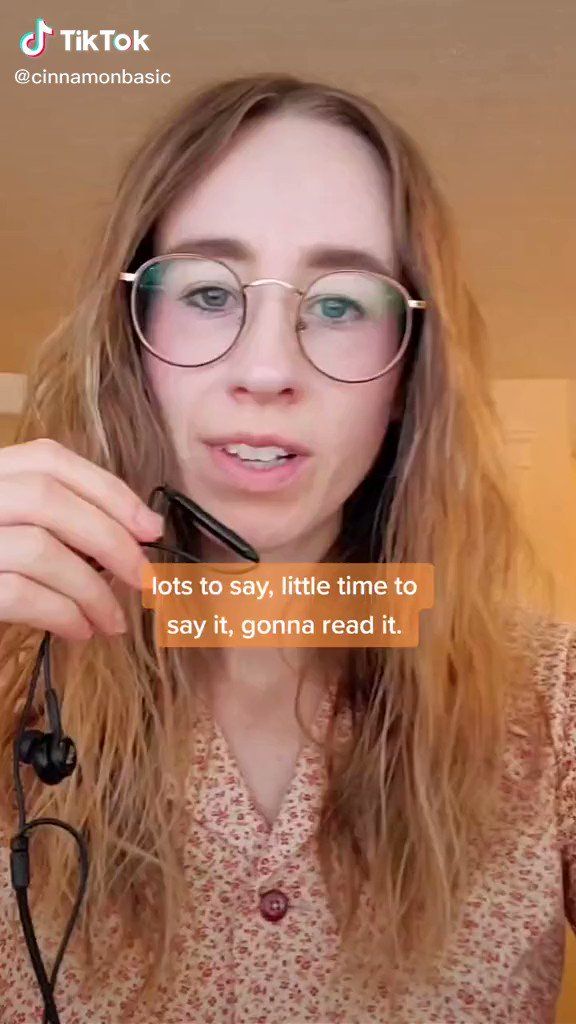 TikTok
@cinnamonbasic
lots to say, little time to
say it, gonna read it.